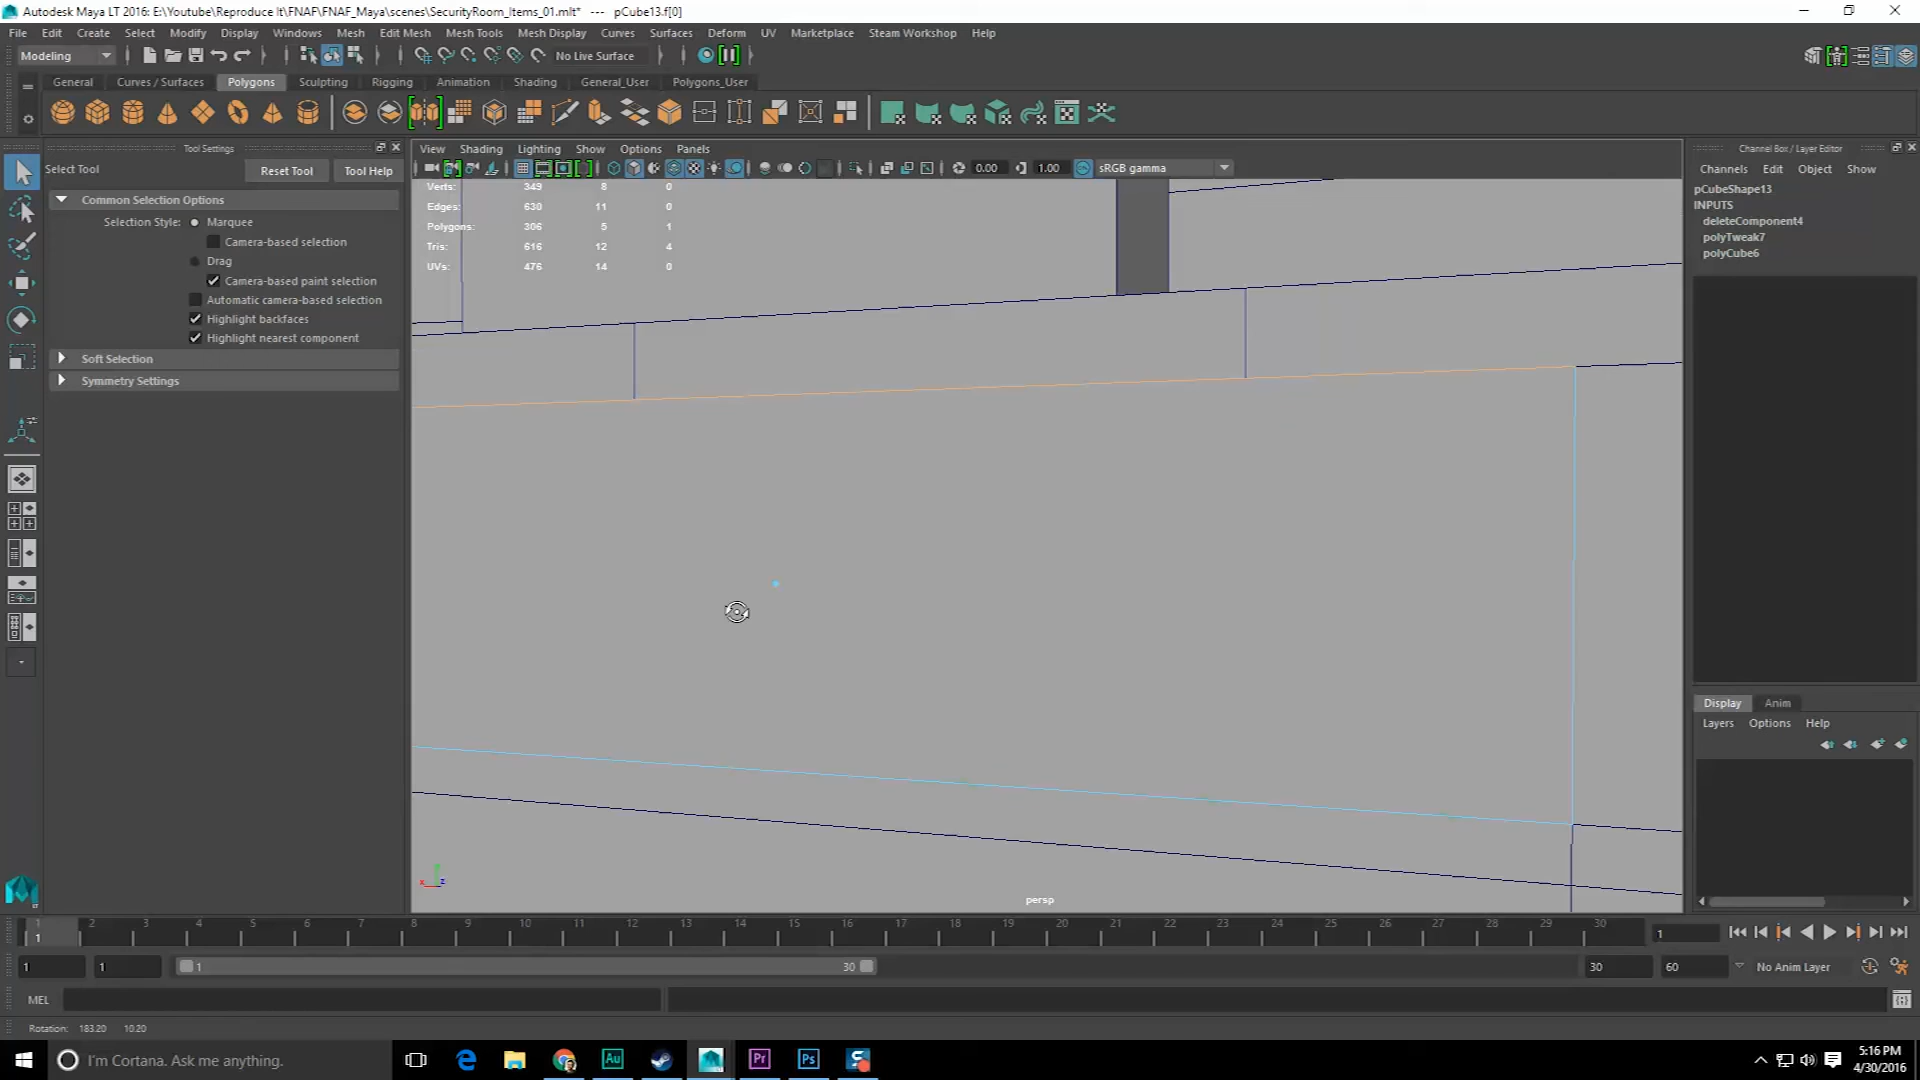 Autodesk Maya LT 2016: E:\Youtube\Reproduce It\FNAF\FNAF_Maya\scenes\SecurityRoom_Items_01.mlt*   ---   pCube13.f[0]
File Edit Create Select Modify Display Windows Mesh Edit Mesh Mesh Tools Mesh Display Curves Surfaces Deform UV Marketplace Steam Workshop Help
Modeling No Live Surface
General Curves / Surfaces Polygons Sculpting Rigging Animation Shading General_User Polygons_User
Tool Settings
Select Tool Reset Tool Tool Help
Common Selection Options
Selection Style: Marquee
Camera-based selection
Drag
Camera-based paint selection
Automatic camera-based selection
Highlight backfaces
Highlight nearest component
Soft Selection
Symmetry Settings
View Shading Lighting Show Options Panels
0.00 1.00 sRGB gamma
Verts: 349 8 0
Edges: 630 11 0
Polygons: 306 5 1
Tris: 616 12 4
UVs: 476 14 0
x z
persp
Channel Box / Layer Editor
Channels Edit Object Show
pCubeShape13
INPUTS
deleteComponent4
polyTweak7
polyCube6
Display Anim
Layers Options Help
1 2 3 4 5 6 7 8 9 10 11 12 13 14 15 16 17 18 19 20 21 22 23 24 25 26 27 28 29 30
1 1
1 1 1 30 30 60 No Anim Layer
MEL
Rotation: 183.20 10.20
I'm Cortana. Ask me anything.
Au Pr Ps
5:16 PM
4/30/2016